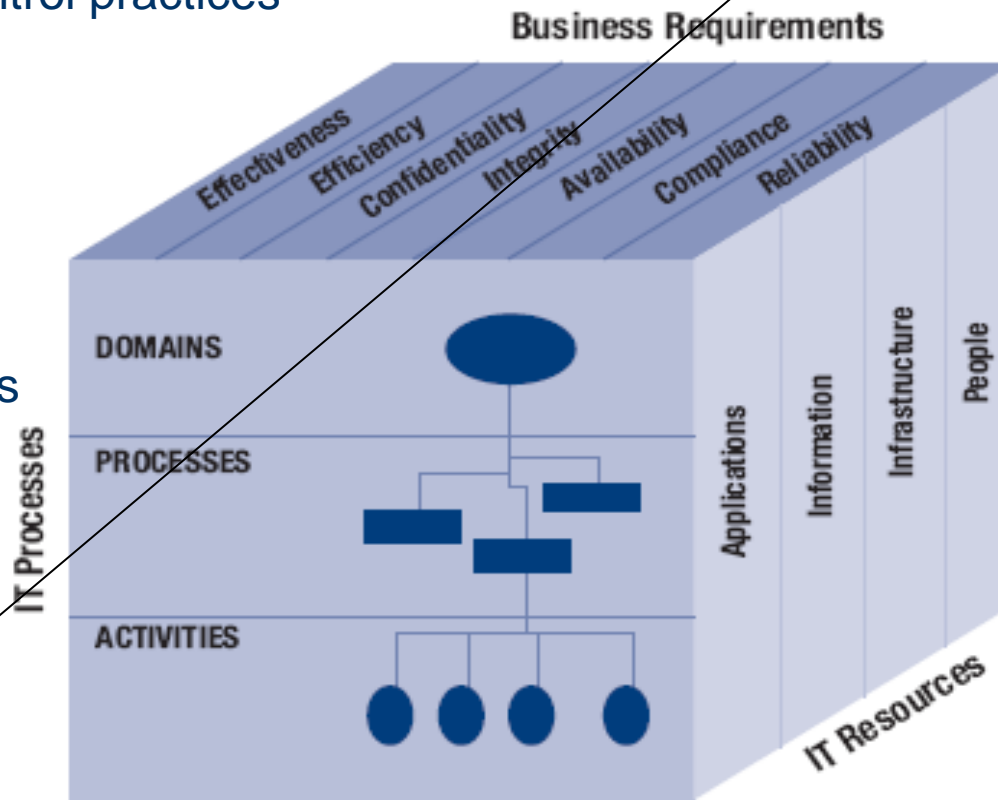 practices
Business Requirements
Effectiveness
Efficiency
Confidentiality
Integrity
Availability
Compliance
Reliability
DOMAINS
PROCESSES
ACTIVITIES
IT Processes
Applications
Information
Infrastructure
People
IT Resources